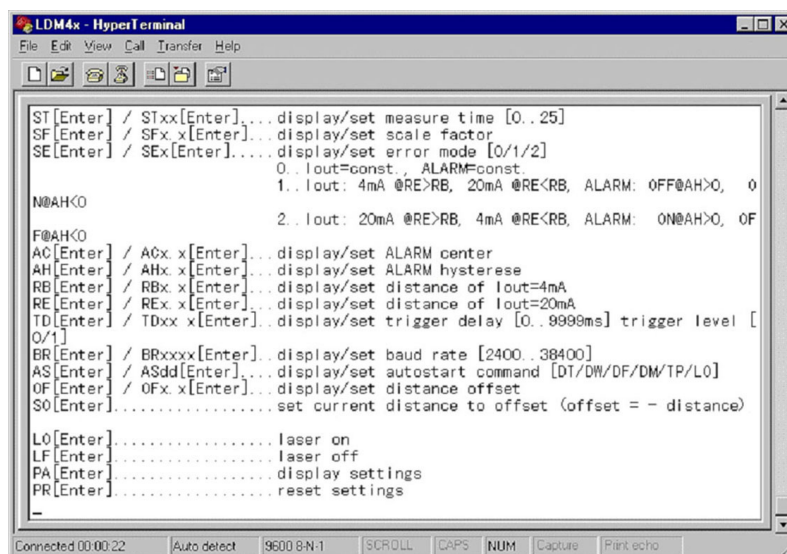 LDM4x - HyperTerminal
File Edit View Call Transfer Help
ST[Enter] / STxx[Enter]....display/set measure time [0..25]
SF[Enter] / SFx.x[Enter]...display/set scale factor
SE[Enter] / SEx[Enter].....display/set error mode [0/1/2]
0..Iout=const., ALARM=const.
1..Iout: 4mA @RE>RB, 20mA @RE<RB, ALARM: OFF@AH>0, O
N@AH<0
2..Iout: 20mA @RE>RB, 4mA @RE<RB, ALARM: ON@AH>0, OF
F@AH<0
AC[Enter] / ACx.x[Enter]...display/set ALARM center
AH[Enter] / AHx.x[Enter]...display/set ALARM hysterese
RB[Enter] / RBx.x[Enter]...display/set distance of Iout=4mA
RE[Enter] / REx.x[Enter]...display/set distance of Iout=20mA
TD[Enter] / TDxx x[Enter]..display/set trigger delay [0..9999ms] trigger level [
0/1]
BR[Enter] / BRxxxx[Enter]..display/set baud rate [2400..38400]
AS[Enter] / ASdd[Enter]....display/set autostart command [DT/DW/DF/DM/TP/LO]
OF[Enter] / OFx.x[Enter]...display/set distance offset
SO[Enter]..................set current distance to offset (offset = - distance)
LO[Enter]..................laser on
LF[Enter]..................laser off
PA[Enter]..................display settings
PR[Enter]..................reset settings
Connected 00:00:22 Auto detect 9600 8-N-1 SCROLL CAPS NUM Capture Print echo